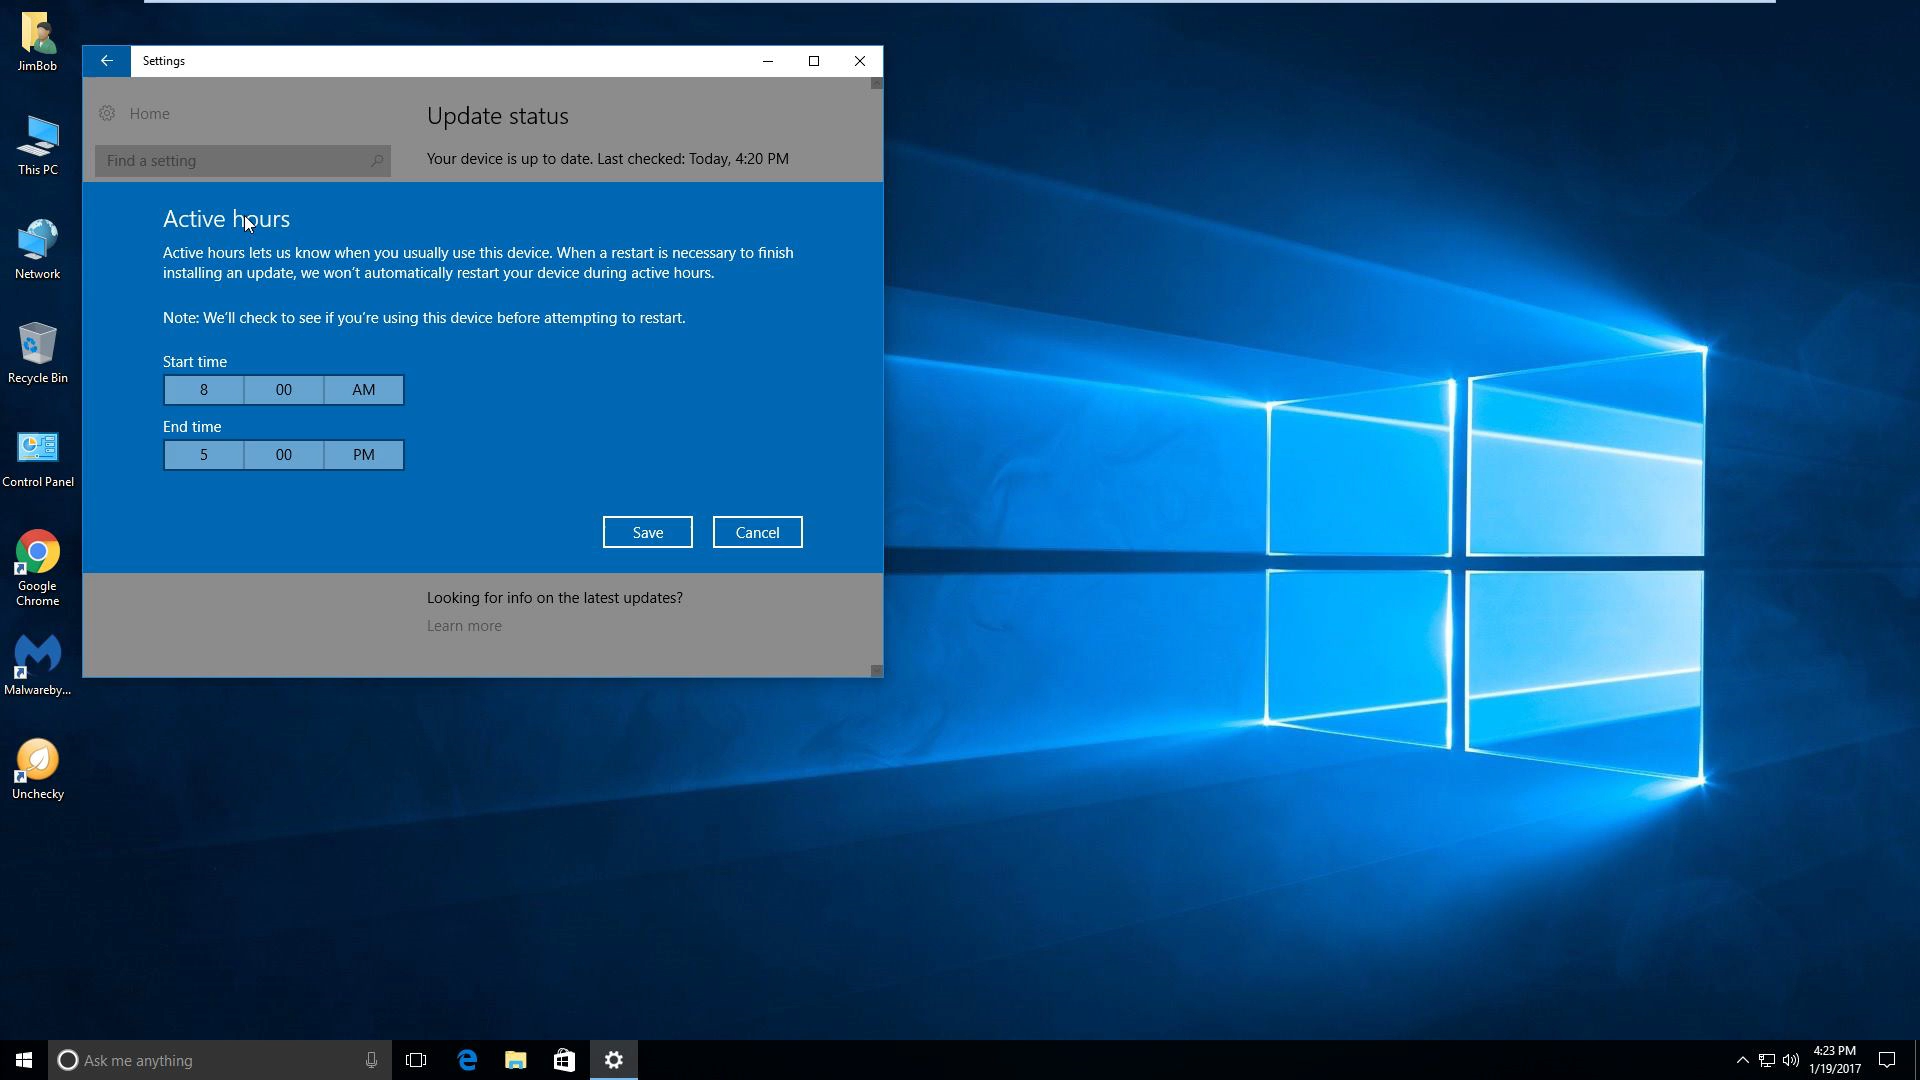 JimBob
This PC
Network
Recycle Bin
Control Panel
Google
Chrome
Malwareby...
Unchecky
Settings
Home
Find a setting
Update status
Your device is up to date. Last checked: Today, 4:20 PM
Active hours
Active hours lets us know when you usually use this device. When a restart is necessary to finish
installing an update, we won't automatically restart your device during active hours.
Note: We'll check to see if you're using this device before attempting to restart.
Start time
8 00 AM
End time
5 00 PM
Save Cancel
Looking for info on the latest updates?
Learn more
Ask me anything
4:23 PM
1/19/2017